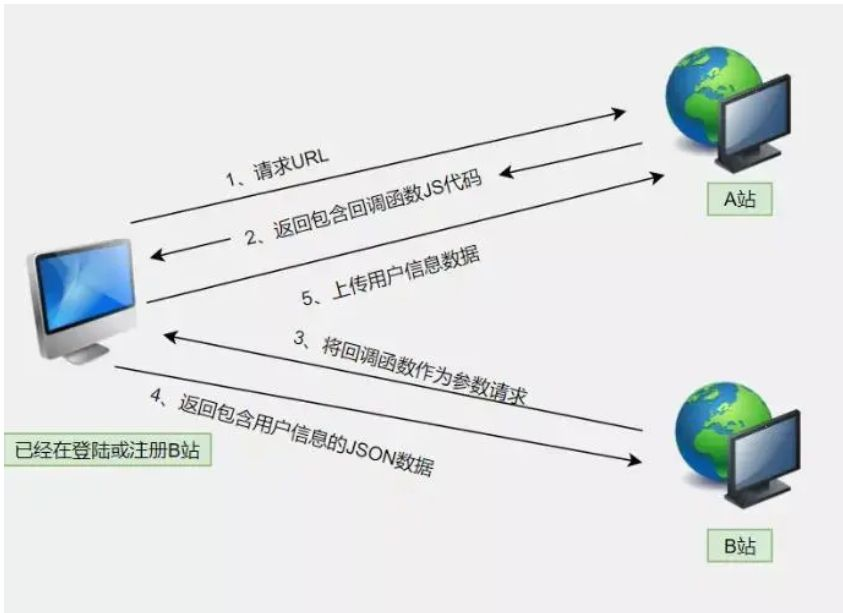 1、请求URL
A站
2、返回包含回调函数JS代码
5、上传用户信息数据
3、将回调函数作为参数请求
4、返回包含用户信息的JSON数据
已经在登陆或注册B站
B站